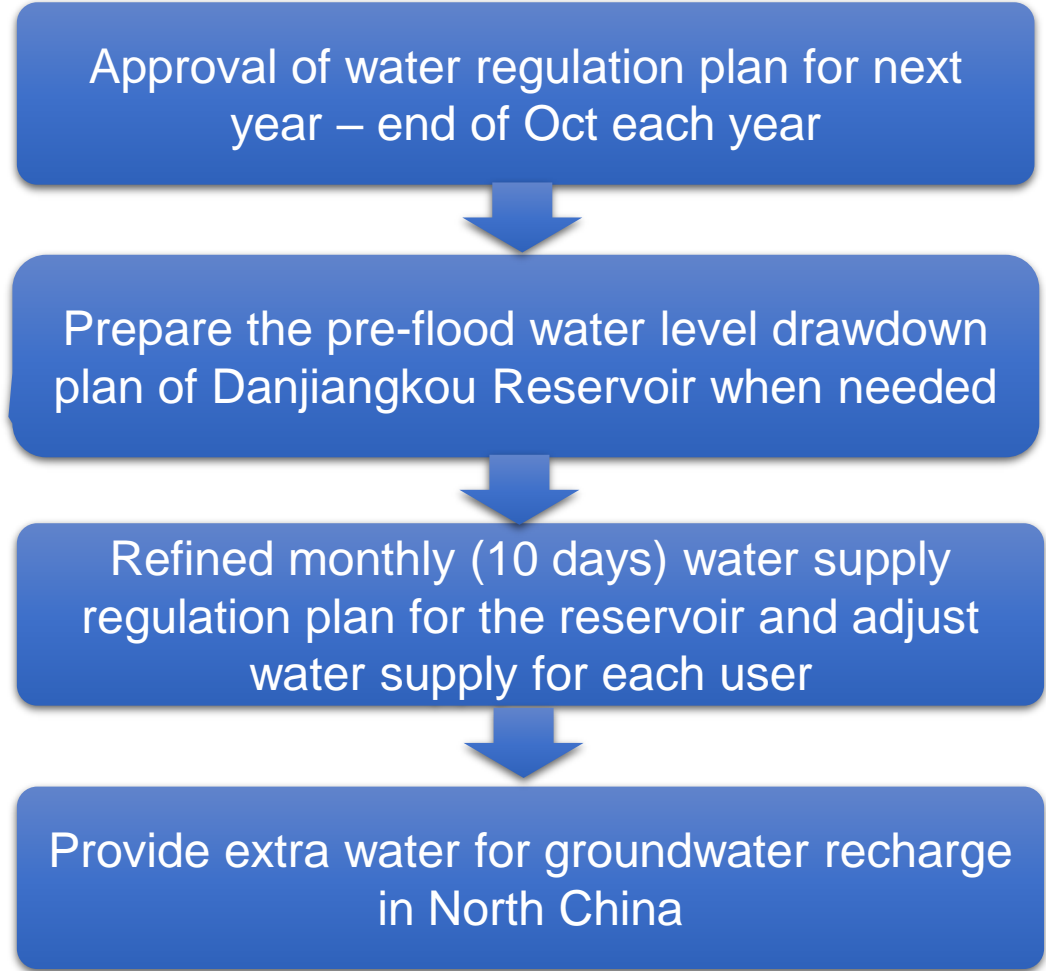 Approval of water regulation plan for next
year – end of Oct each year
Prepare the pre-flood water level drawdown
plan of Danjiangkou Reservoir when needed
Refined monthly (10 days) water supply
regulation plan for the reservoir and adjust
water supply for each user
Provide extra water for groundwater recharge
in North China